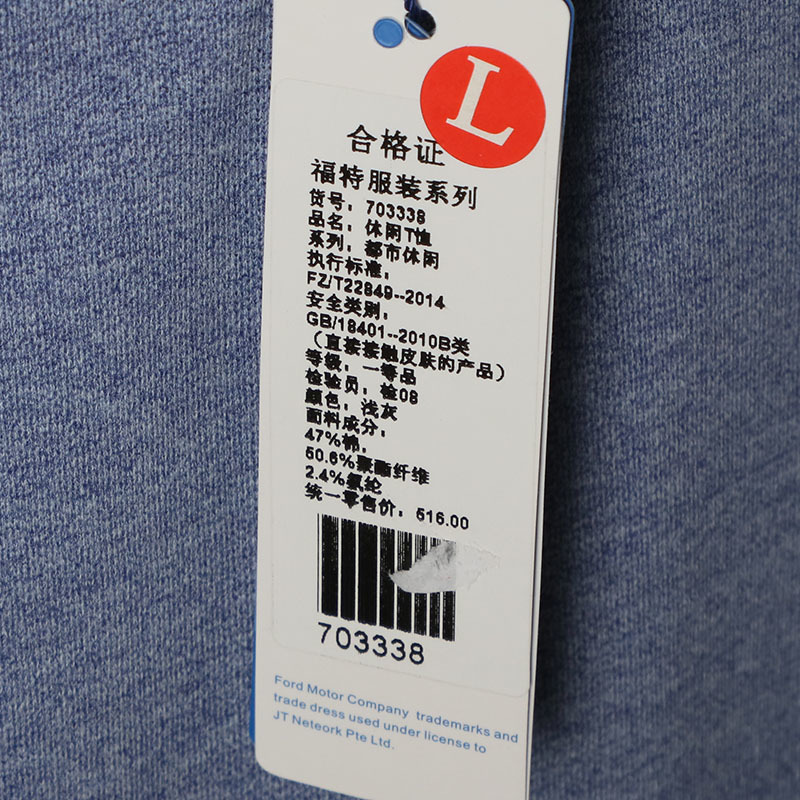 L
合格证
福特服装系列
货号：703338
品名：休闲T恤
系列：都市休闲
执行标准：
FZ/T22849--2014
安全类别：
GB/18401--2010B类
（直接接触皮肤的产品）
等级：一等品
检验员：检08
颜色：浅灰
面料成分：
47%棉，
50.6%聚酯纤维
2.4%氨纶
统一零售价：516.00
703338
Ford Motor Company trademarks and
trade dress used under license to
JT Neteork Pte Ltd.